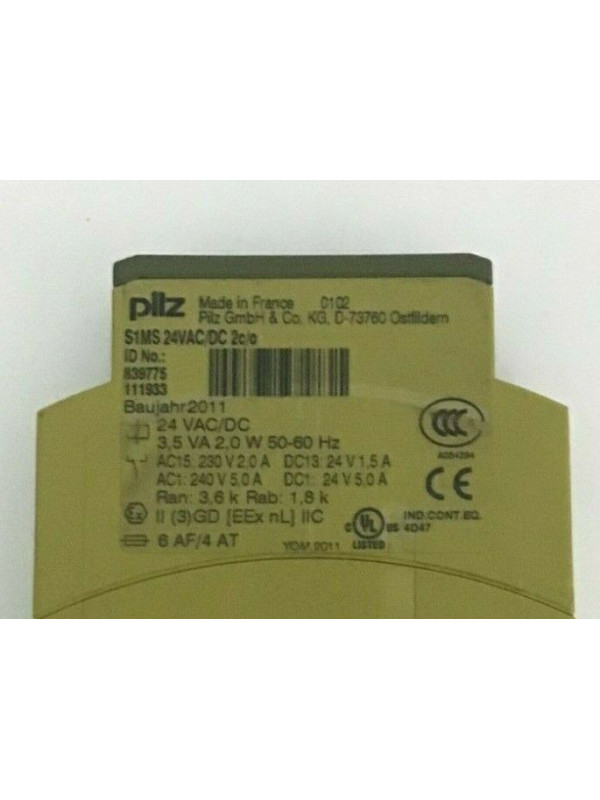 pilz Made in France 0102
Pilz GmbH & Co. KG, D-73760 Ostfildern
S1MS 24VAC/DC 2c/o
ID No.:
839775
111933
Baujahr2011
24 VAC/DC
3,5 VA 2,0 W 50-60 Hz
AC15: 230 V 2,0 A DC13: 24 V 1,5 A
AC1: 240 V 5,0 A DC1: 24 V 5,0 A
Ran: 3,6 k Rab: 1,8 k
II (3)GD [EEx nL] IIC
6 AF/4 AT
YOM 2011
CCC
A054394
CE
C UL US
LISTED
IND.CONT.EQ.
4D47